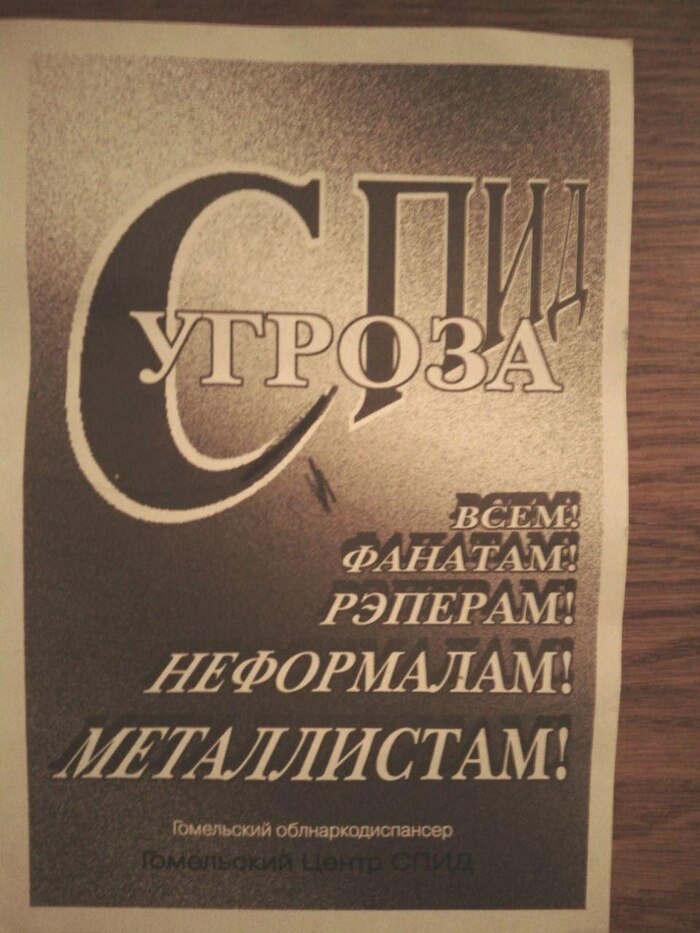 СПИД
УГРОЗА
ВСЕМ!
ФАНАТАМ!
РЭПЕРАМ!
НЕФОРМАЛАМ!
МЕТАЛЛИСТАМ!
Гомельский облнаркодиспансер
Гомельский Центр СПИД